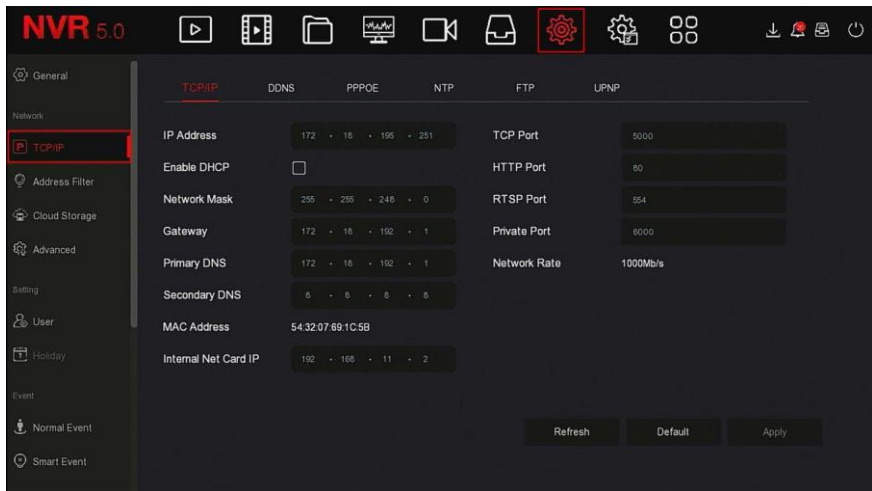 NVR 5.0
General
Network
TCP/IP
Address Filter
Cloud Storage
Advanced
Setting
User
Holiday
Event
Normal Event
Smart Event
TCP/IP DDNS PPPOE NTP FTP UPNP
IP Address 172 . 18 . 195 . 251
Enable DHCP
Network Mask 255 . 255 . 248 . 0
Gateway 172 . 18 . 192 . 1
Primary DNS 172 . 18 . 192 . 1
Secondary DNS 8 . 8 . 8 . 8
MAC Address 54:32:07:69:1C:5B
Internal Net Card IP 192 . 168 . 11 . 2
TCP Port 5000
HTTP Port 80
RTSP Port 554
Private Port 6000
Network Rate 1000Mb/s
Refresh Default Apply